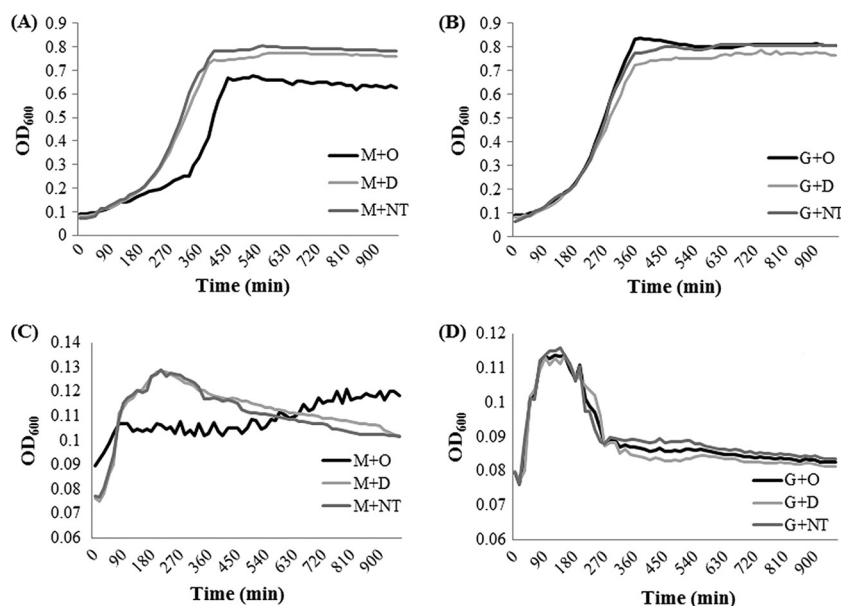 (A)
0.9
0.8
0.7
0.6
0.5
0.4
0.3
0.2
0.1
0
OD600
M+O
M+D
M+NT
0 90 180 270 360 450 540 630 720 810 900
Time (min)
(B)
0.9
0.8
0.7
0.6
0.5
0.4
0.3
0.2
0.1
0
OD600
G+O
G+D
G+NT
0 90 180 270 360 450 540 630 720 810 900
Time (min)
(C)
0.14
0.13
0.12
0.11
0.1
0.09
0.08
0.07
0.06
OD600
M+O
M+D
M+NT
0 90 180 270 360 450 540 630 720 810 900
Time (min)
(D)
0.12
0.11
0.1
0.09
0.08
0.07
0.06
OD600
G+O
G+D
G+NT
0 90 180 270 360 450 540 630 720 810 900
Time (min)